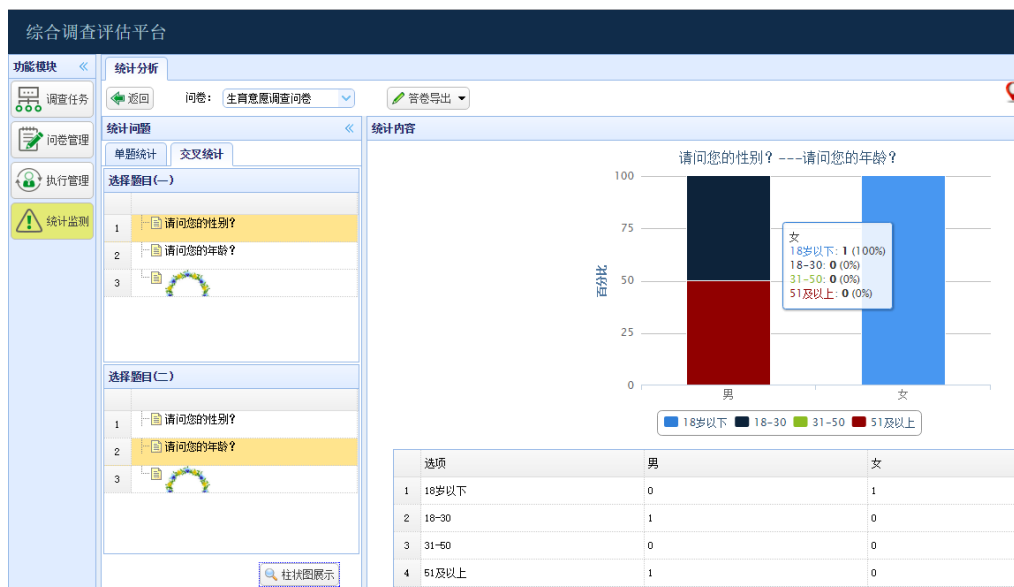 综合调查评估平台
功能模块
调查任务
问卷管理
执行管理
统计监测
统计分析
返回 问卷: 生育意愿调查问卷 答卷导出
统计问题
单题统计 交叉统计
选择题目(一)
1 请问您的性别?
2 请问您的年龄?
3
选择题目(二)
1 请问您的性别?
2 请问您的年龄?
3
柱状图展示
统计内容
请问您的性别? ---请问您的年龄?
百分比
100
75
50
25
0
男 女
女
18岁以下: 1 (100%)
18-30: 0 (0%)
31-50: 0 (0%)
51及以上: 0 (0%)
18岁以下 18-30 31-50 51及以上
选项 男 女
1 18岁以下 0 1
2 18-30 1 0
3 31-50 0 0
4 51及以上 1 0